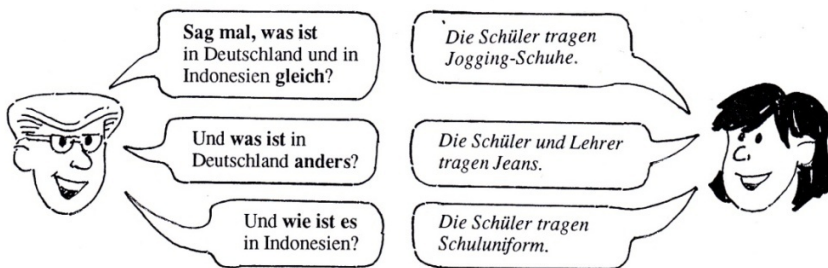 Sag mal, was ist
in Deutschland und in
Indonesien gleich?
Die Schüler tragen
Jogging-Schuhe.
Und was ist in
Deutschland anders?
Die Schüler und Lehrer
tragen Jeans.
Und wie ist es
in Indonesien?
Die Schüler tragen
Schuluniform.